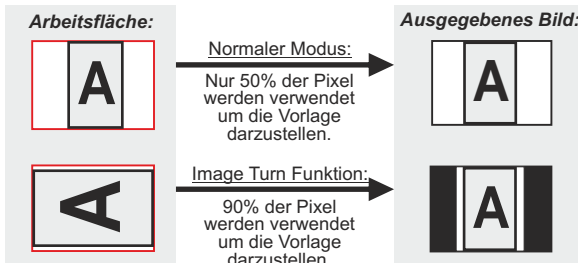 Arbeitsfläche:
Ausgegebenes Bild:
A
Normaler Modus:
Nur 50% der Pixel
werden verwendet
um die Vorlage
darzustellen.
A
A
Image Turn Funktion:
90% der Pixel
werden verwendet
um die Vorlage
darzustellen
A